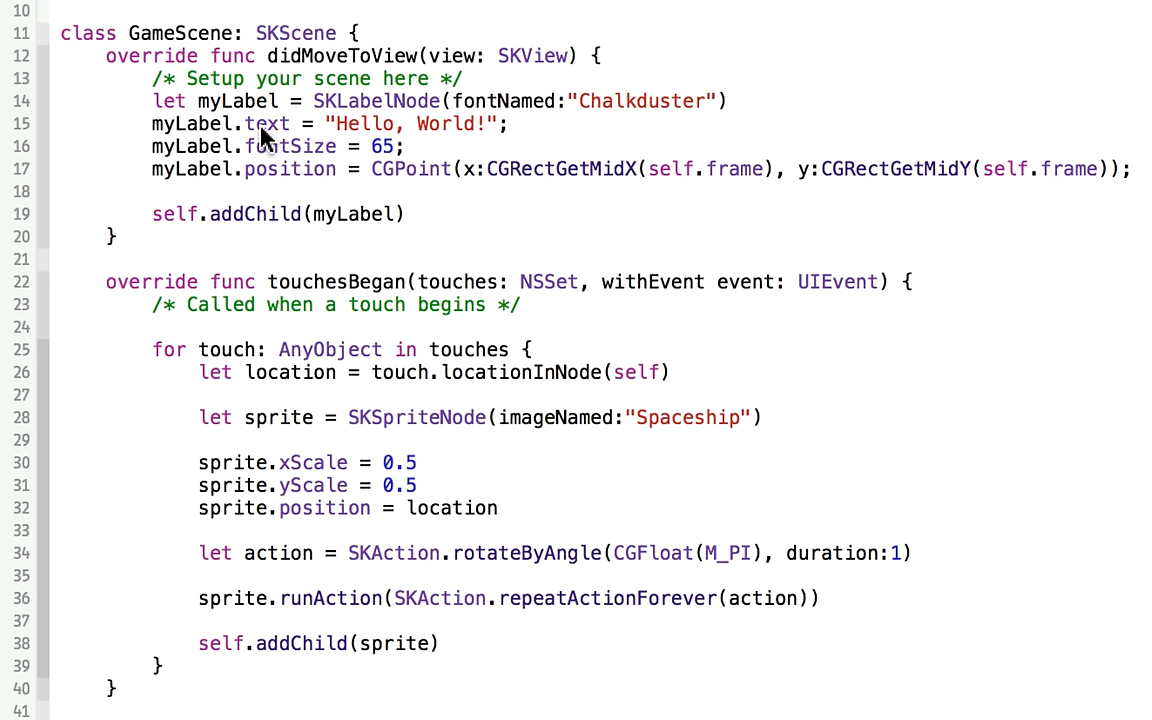 10
11 class GameScene: SKScene {
12 override func didMoveToView(view: SKView) {
13 /* Setup your scene here */
14 let myLabel = SKLabelNode(fontNamed:"Chalkduster")
15 myLabel.text = "Hello, World!";
16 myLabel.fontSize = 65;
17 myLabel.position = CGPoint(x:CGRectGetMidX(self.frame), y:CGRectGetMidY(self.frame));
18
19 self.addChild(myLabel)
20 }
21
22 override func touchesBegan(touches: NSSet, withEvent event: UIEvent) {
23 /* Called when a touch begins */
24
25 for touch: AnyObject in touches {
26 let location = touch.locationInNode(self)
27
28 let sprite = SKSpriteNode(imageNamed:"Spaceship")
29
30 sprite.xScale = 0.5
31 sprite.yScale = 0.5
32 sprite.position = location
33
34 let action = SKAction.rotateByAngle(CGFloat(M_PI), duration:1)
35
36 sprite.runAction(SKAction.repeatActionForever(action))
37
38 self.addChild(sprite)
39 }
40 }
41